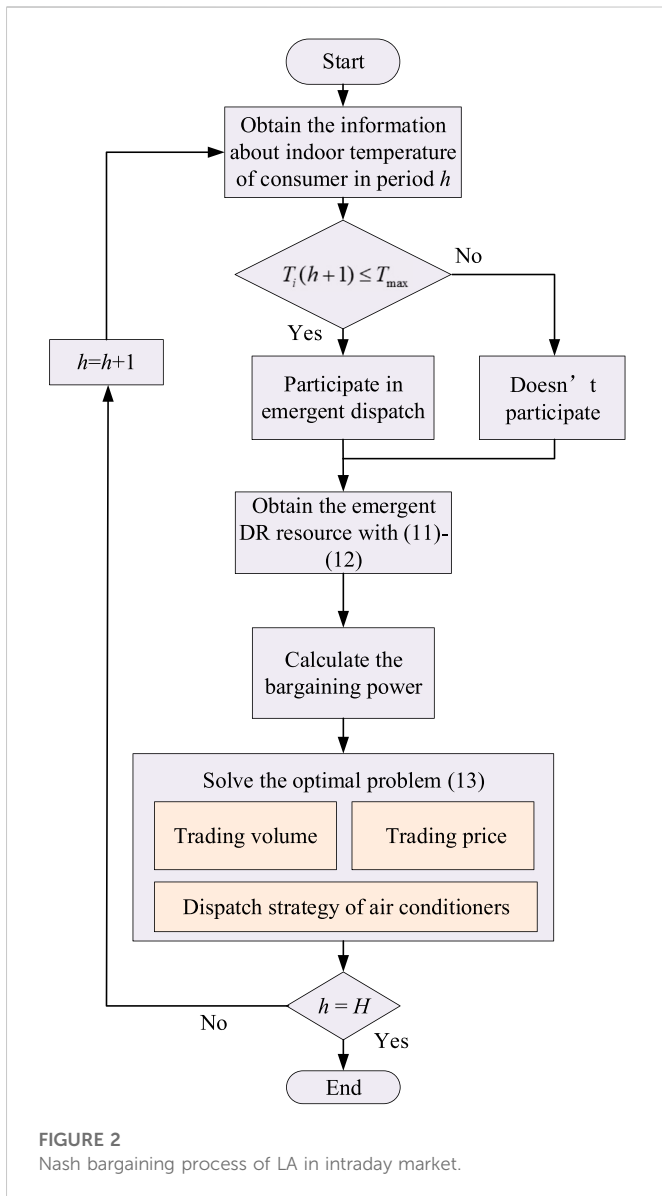 Start
Obtain the information
about indoor temperature
of consumer in period h
T_i(h+1) ≤ T_max
No
Yes
h=h+1
Participate in
emergent dispatch
Doesn’t
participate
Obtain the emergent
DR resource with (11)-
(12)
Calculate the
bargaining power
Solve the optimal problem (13)
Trading volume
Trading price
Dispatch strategy of air conditioners
h = H
No
Yes
End
FIGURE 2
Nash bargaining process of LA in intraday market.